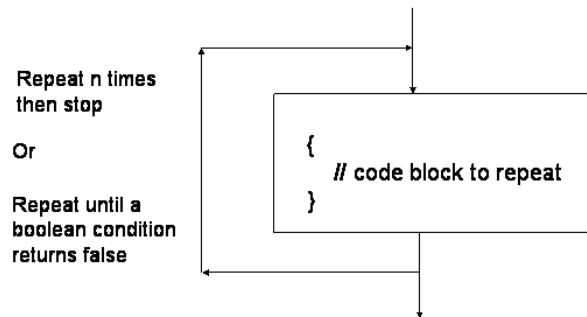 Repeat n times
then stop
Or
Repeat until a
boolean condition
returns false
{
// code block to repeat
}